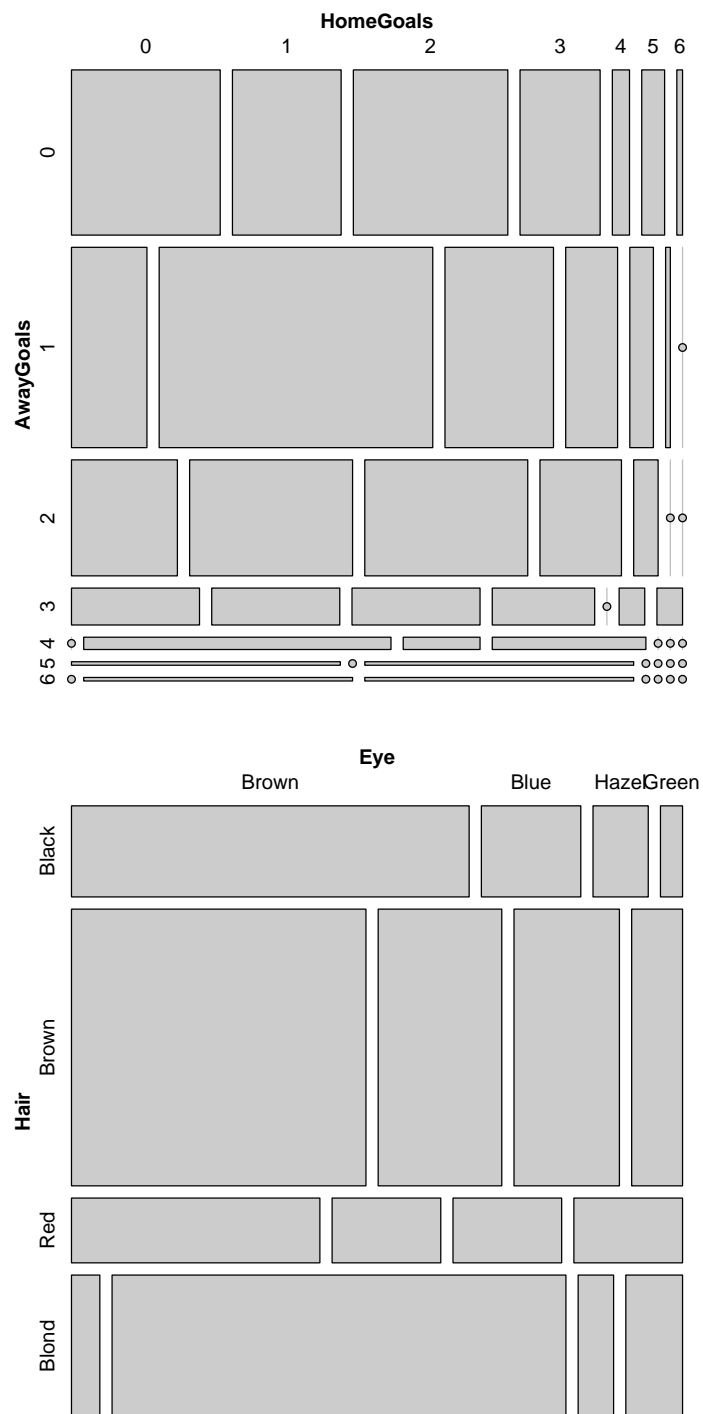 HomeGoals
0 1 2 3 4 5 6
AwayGoals
0
1
2
3
4
5
6
Eye
Brown Blue Hazel Green
Hair
Black
Brown
Red
Blond